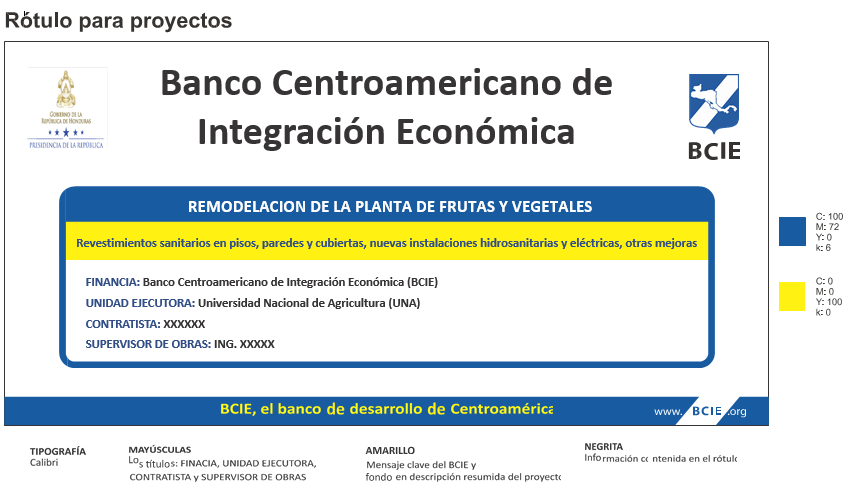 Rótulo para proyectos
GOBIERNO DE LA
REPÚBLICA DE HONDURAS
PRESIDENCIA DE LA REPÚBLICA
Banco Centroamericano de
Integración Económica
BCIE
REMODELACION DE LA PLANTA DE FRUTAS Y VEGETALES
Revestimientos sanitarios en pisos, paredes y cubiertas, nuevas instalaciones hidrosanitarias y eléctricas, otras mejoras
FINANCIA: Banco Centroamericano de Integración Económica (BCIE)
UNIDAD EJECUTORA: Universidad Nacional de Agricultura (UNA)
CONTRATISTA: XXXXXX
SUPERVISOR DE OBRAS: ING. XXXXX
C: 100
M: 72
Y: 0
k: 6
C: 0
M: 0
Y: 100
k: 0
BCIE, el banco de desarrollo de Centroamérica
www. BCIE .org
TIPOGRAFÍA
Calibri
MAYÚSCULAS
Los títulos: FINACIA, UNIDAD EJECUTORA,
CONTRATISTA y SUPERVISOR DE OBRAS
AMARILLO
Mensaje clave del BCIE y
fondo en descripción resumida del proyecto
NEGRITA
Información contenida en el rótulo